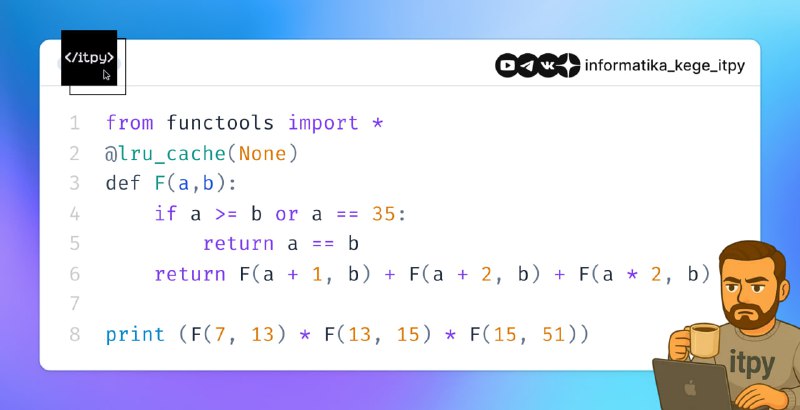 </itpy>
informatika_kege_itpy
1 from functools import *
2 @lru_cache(None)
3 def F(a,b):
4     if a >= b or a == 35:
5         return a == b
6     return F(a + 1, b) + F(a + 2, b) + F(a * 2, b)
7
8 print (F(7, 13) * F(13, 15) * F(15, 51))
itpy